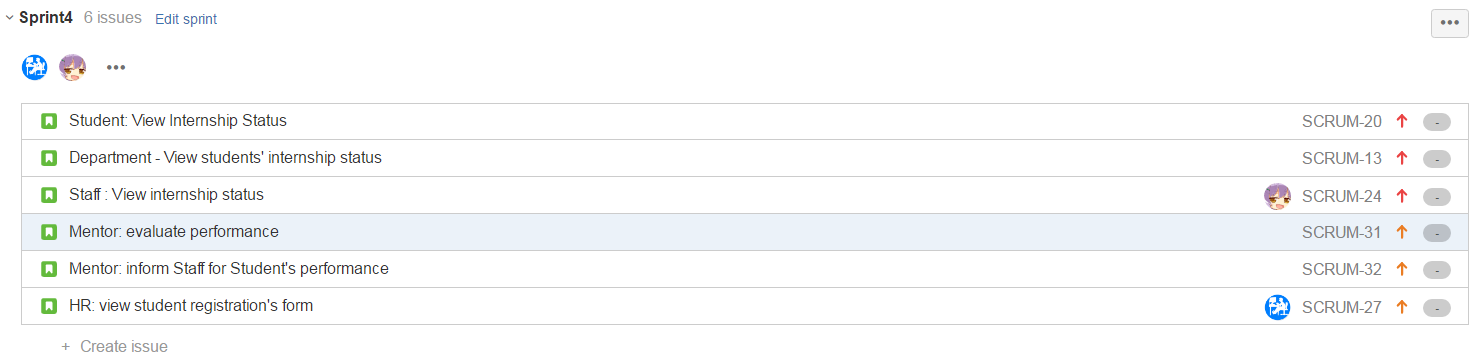 Sprint4 6 issues Edit sprint
Student: View Internship Status SCRUM-20 -
Department - View students' internship status SCRUM-13 -
Staff : View internship status SCRUM-24 -
Mentor: evaluate performance SCRUM-31 -
Mentor: inform Staff for Student's performance SCRUM-32 -
HR: view student registration's form SCRUM-27 -
+ Create issue